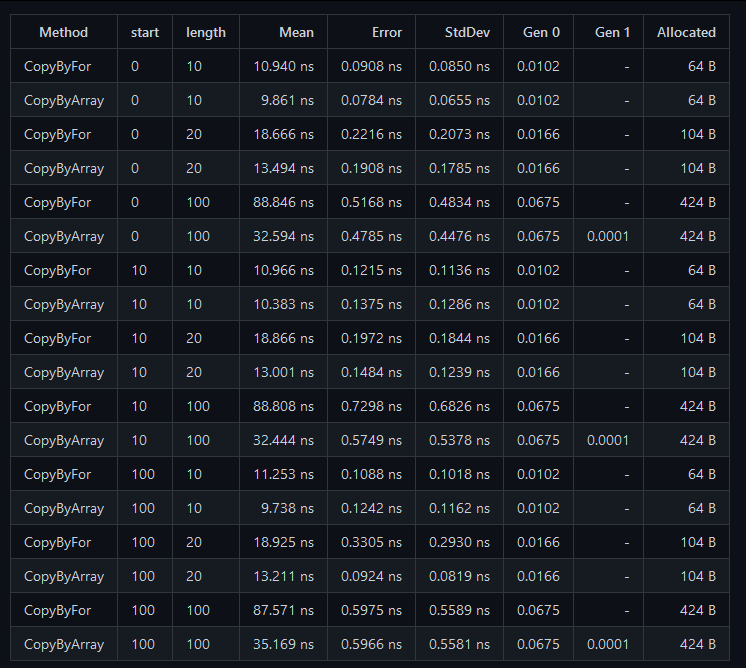 Method start length Mean Error StdDev Gen 0 Gen 1 Allocated
CopyByFor 0 10 10.940 ns 0.0908 ns 0.0850 ns 0.0102 - 64 B
CopyByArray 0 10 9.861 ns 0.0784 ns 0.0655 ns 0.0102 - 64 B
CopyByFor 0 20 18.666 ns 0.2216 ns 0.2073 ns 0.0166 - 104 B
CopyByArray 0 20 13.494 ns 0.1908 ns 0.1785 ns 0.0166 - 104 B
CopyByFor 0 100 88.846 ns 0.5168 ns 0.4834 ns 0.0675 - 424 B
CopyByArray 0 100 32.594 ns 0.4785 ns 0.4476 ns 0.0675 0.0001 424 B
CopyByFor 10 10 10.966 ns 0.1215 ns 0.1136 ns 0.0102 - 64 B
CopyByArray 10 10 10.383 ns 0.1375 ns 0.1286 ns 0.0102 - 64 B
CopyByFor 10 20 18.866 ns 0.1972 ns 0.1844 ns 0.0166 - 104 B
CopyByArray 10 20 13.001 ns 0.1484 ns 0.1239 ns 0.0166 - 104 B
CopyByFor 10 100 88.808 ns 0.7298 ns 0.6826 ns 0.0675 - 424 B
CopyByArray 10 100 32.444 ns 0.5749 ns 0.5378 ns 0.0675 0.0001 424 B
CopyByFor 100 10 11.253 ns 0.1088 ns 0.1018 ns 0.0102 - 64 B
CopyByArray 100 10 9.738 ns 0.1242 ns 0.1162 ns 0.0102 - 64 B
CopyByFor 100 20 18.925 ns 0.3305 ns 0.2930 ns 0.0166 - 104 B
CopyByArray 100 20 13.211 ns 0.0924 ns 0.0819 ns 0.0166 - 104 B
CopyByFor 100 100 87.571 ns 0.5975 ns 0.5589 ns 0.0675 - 424 B
CopyByArray 100 100 35.169 ns 0.5966 ns 0.5581 ns 0.0675 0.0001 424 B